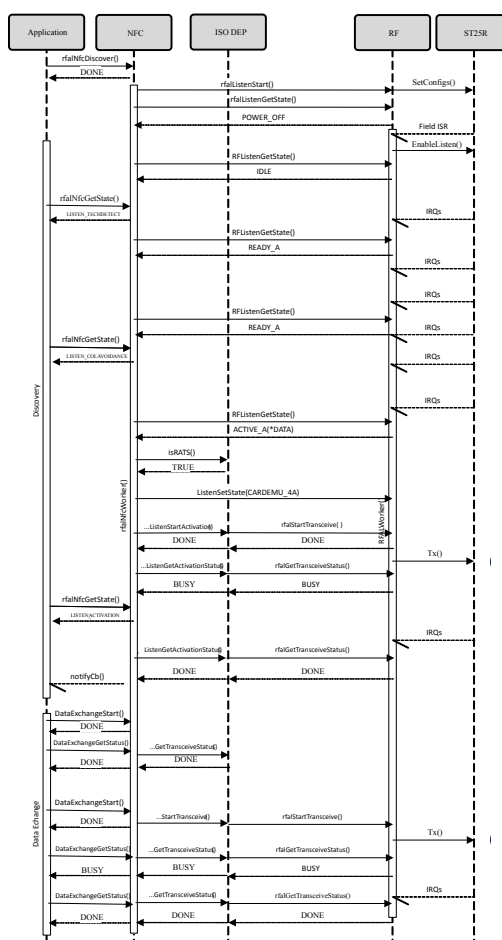 Application
NFC
ISO DEP
RF
ST25R
rfalNfcDiscover()
DONE
rfalListenStart()
SetConfigs()
rfalListenGetState()
POWER_OFF
Field ISR
EnableListen()
RFListenGetState()
IDLE
rfalNfcGetState()
LISTEN_TECHDETECT
IRQs
RFListenGetState()
READY_A
IRQs
IRQs
RFListenGetState()
READY_A
IRQs
rfalNfcGetState()
LISTEN_COLAVOIDANCE
IRQs
Discovery
IRQs
RFListenGetState()
ACTIVE_A(*DATA)
isRATS()
TRUE
rfalNfcWorker()
ListenSetState(CARDEMU_4A)
RFALWorker()
...ListenStartActivation()
rfalStartTransceive( )
DONE
DONE
Tx()
...ListenGetActivationStatus()
rfalGetTransceiveStatus()
BUSY
BUSY
rfalNfcGetState()
LISTENACTIVATION
IRQs
ListenGetActivationStatus()
rfalGetTransceiveStatus()
DONE
DONE
notifyCb()
DataExchangeStart()
DONE
DataExchangeGetStatus()
...GetTransceiveStatus()
DONE
DONE
Data Echange
DataExchangeStart()
DONE
...StartTransceive()
rfalStartTransceive()
Tx()
DataExchangeGetStatus()
...GetTransceiveStatus()
rfalGetTransceiveStatus()
BUSY
BUSY
BUSY
IRQs
DataExchangeGetStatus()
...GetTransceiveStatus()
rfalGetTransceiveStatus()
DONE
DONE
DONE